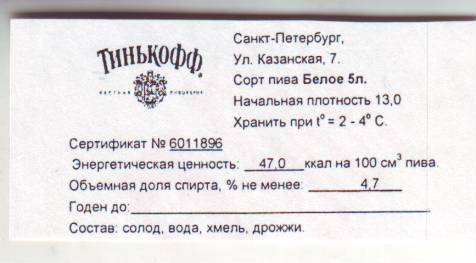 Санкт-Петербург,
Ул. Казанская, 7.
ТИНЬКОФФ
Сорт пива Белое 5л.
Начальная плотность 13,0
Хранить при t° = 2 - 4° С.
Сертификат № 6011896
Энергетическая ценность: 47,0 ккал на 100 см³ пива.
Объемная доля спирта, % не менее: 4,7
Годен до:
Состав: солод, вода, хмель, дрожжи.